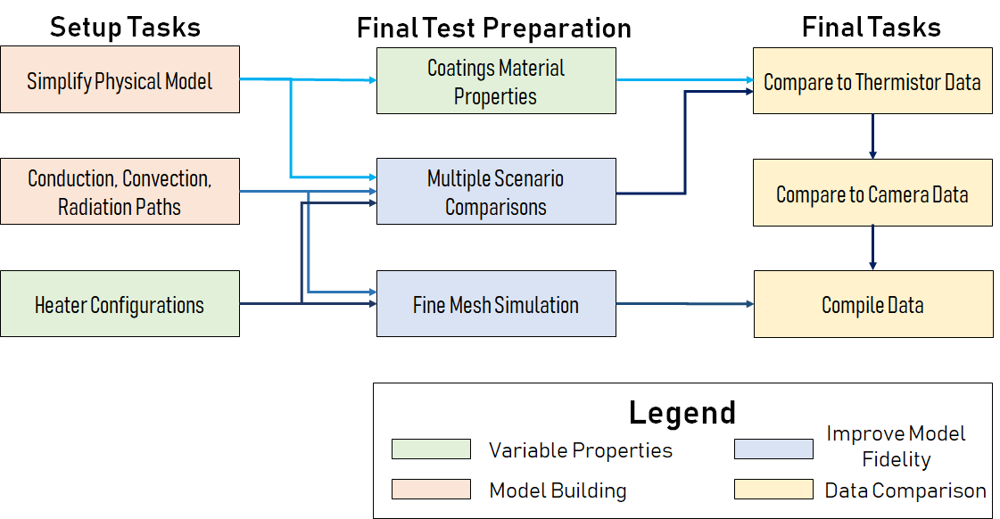 Setup Tasks
Final Test Preparation
Final Tasks
Simplify Physical Model
Coatings Material
Properties
Compare to Thermistor Data
Conduction, Convection,
Radiation Paths
Multiple Scenario
Comparisons
Compare to Camera Data
Heater Configurations
Fine Mesh Simulation
Compile Data
Legend
Variable Properties
Improve Model
Fidelity
Model Building
Data Comparison